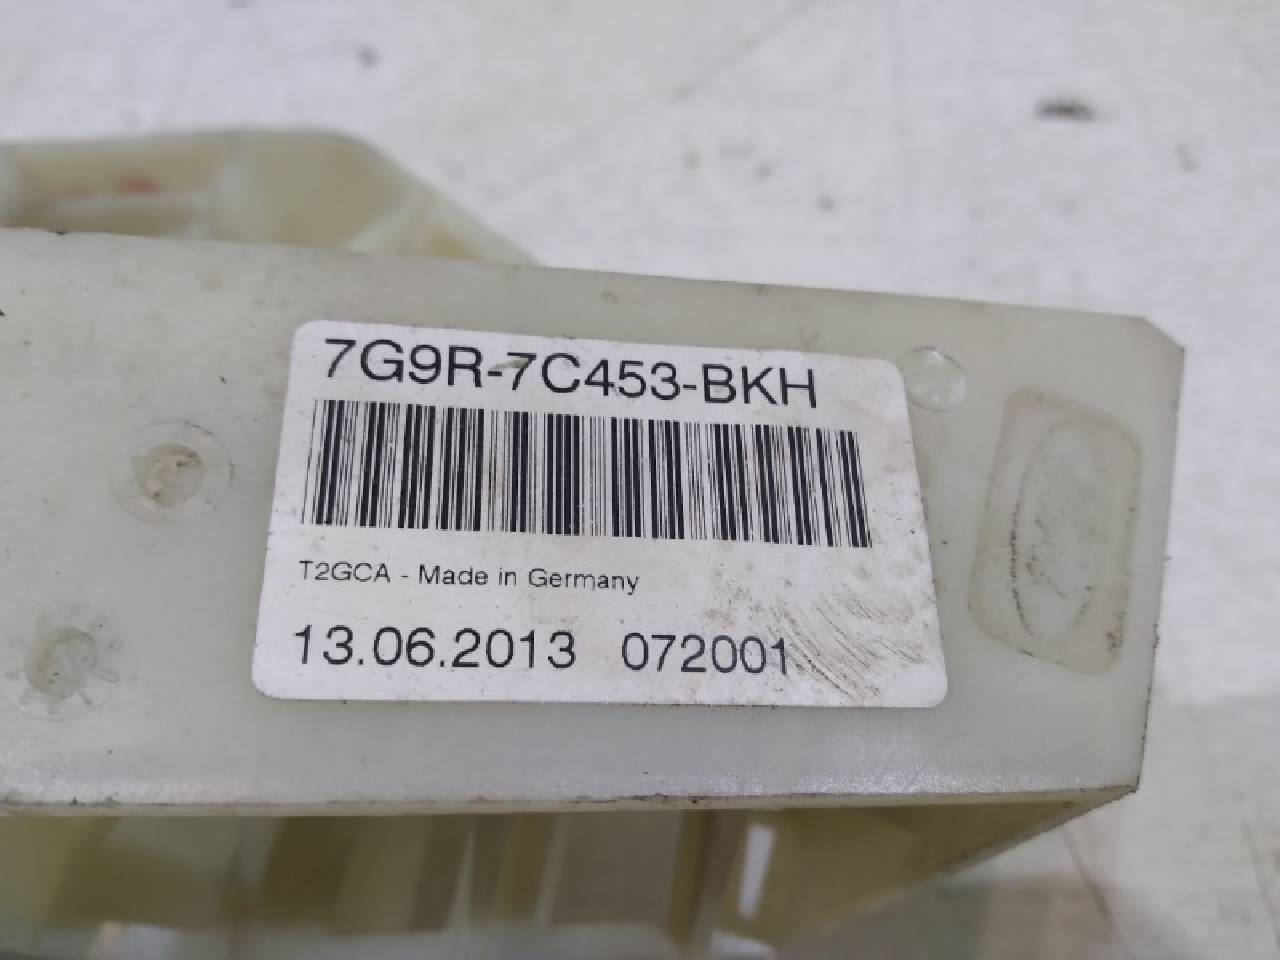 7G9R-7C453-BKH
T2GCA - Made in Germany
13.06.2013 072001